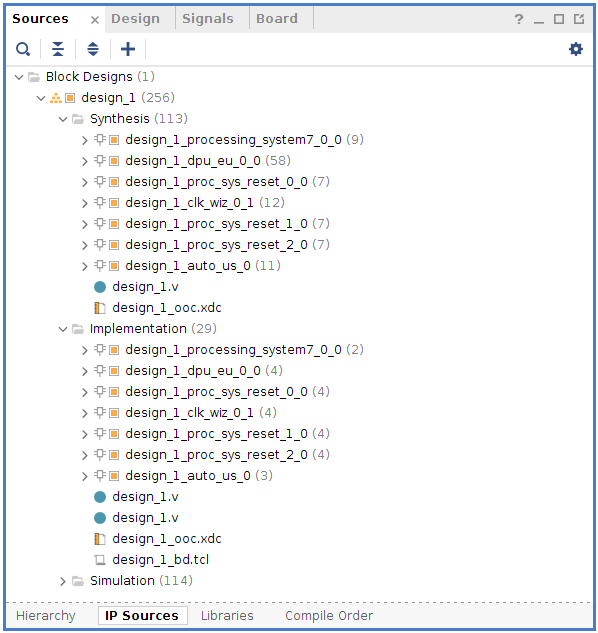 Sources × Design Signals Board ? _
Block Designs (1)
design_1 (256)
Synthesis (113)
design_1_processing_system7_0_0 (9)
design_1_dpu_eu_0_0 (58)
design_1_proc_sys_reset_0_0 (7)
design_1_clk_wiz_0_1 (12)
design_1_proc_sys_reset_1_0 (7)
design_1_proc_sys_reset_2_0 (7)
design_1_auto_us_0 (11)
design_1.v
design_1_ooc.xdc
Implementation (29)
design_1_processing_system7_0_0 (2)
design_1_dpu_eu_0_0 (4)
design_1_proc_sys_reset_0_0 (4)
design_1_clk_wiz_0_1 (4)
design_1_proc_sys_reset_1_0 (4)
design_1_proc_sys_reset_2_0 (4)
design_1_auto_us_0 (3)
design_1.v
design_1.v
design_1_ooc.xdc
design_1_bd.tcl
Simulation (114)
Hierarchy IP Sources Libraries Compile Order